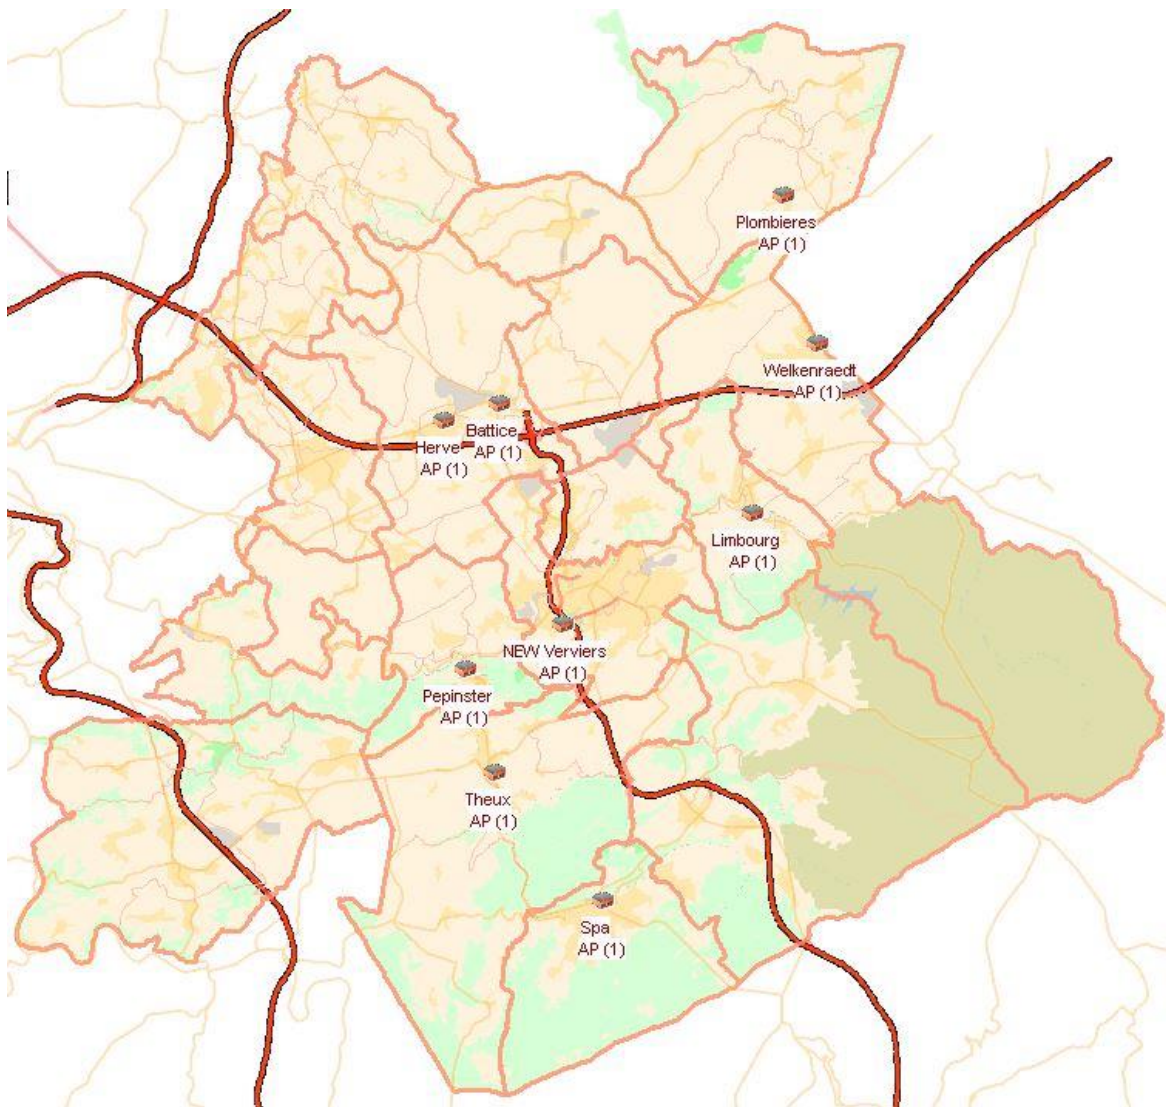 Plombieres
AP (1)
Welkenraedt
AP (1)
Battice
AP (1)
Herve
AP (1)
Limbourg
AP (1)
NEW Verviers
AP (1)
Pepinster
AP (1)
Theux
AP (1)
Spa
AP (1)